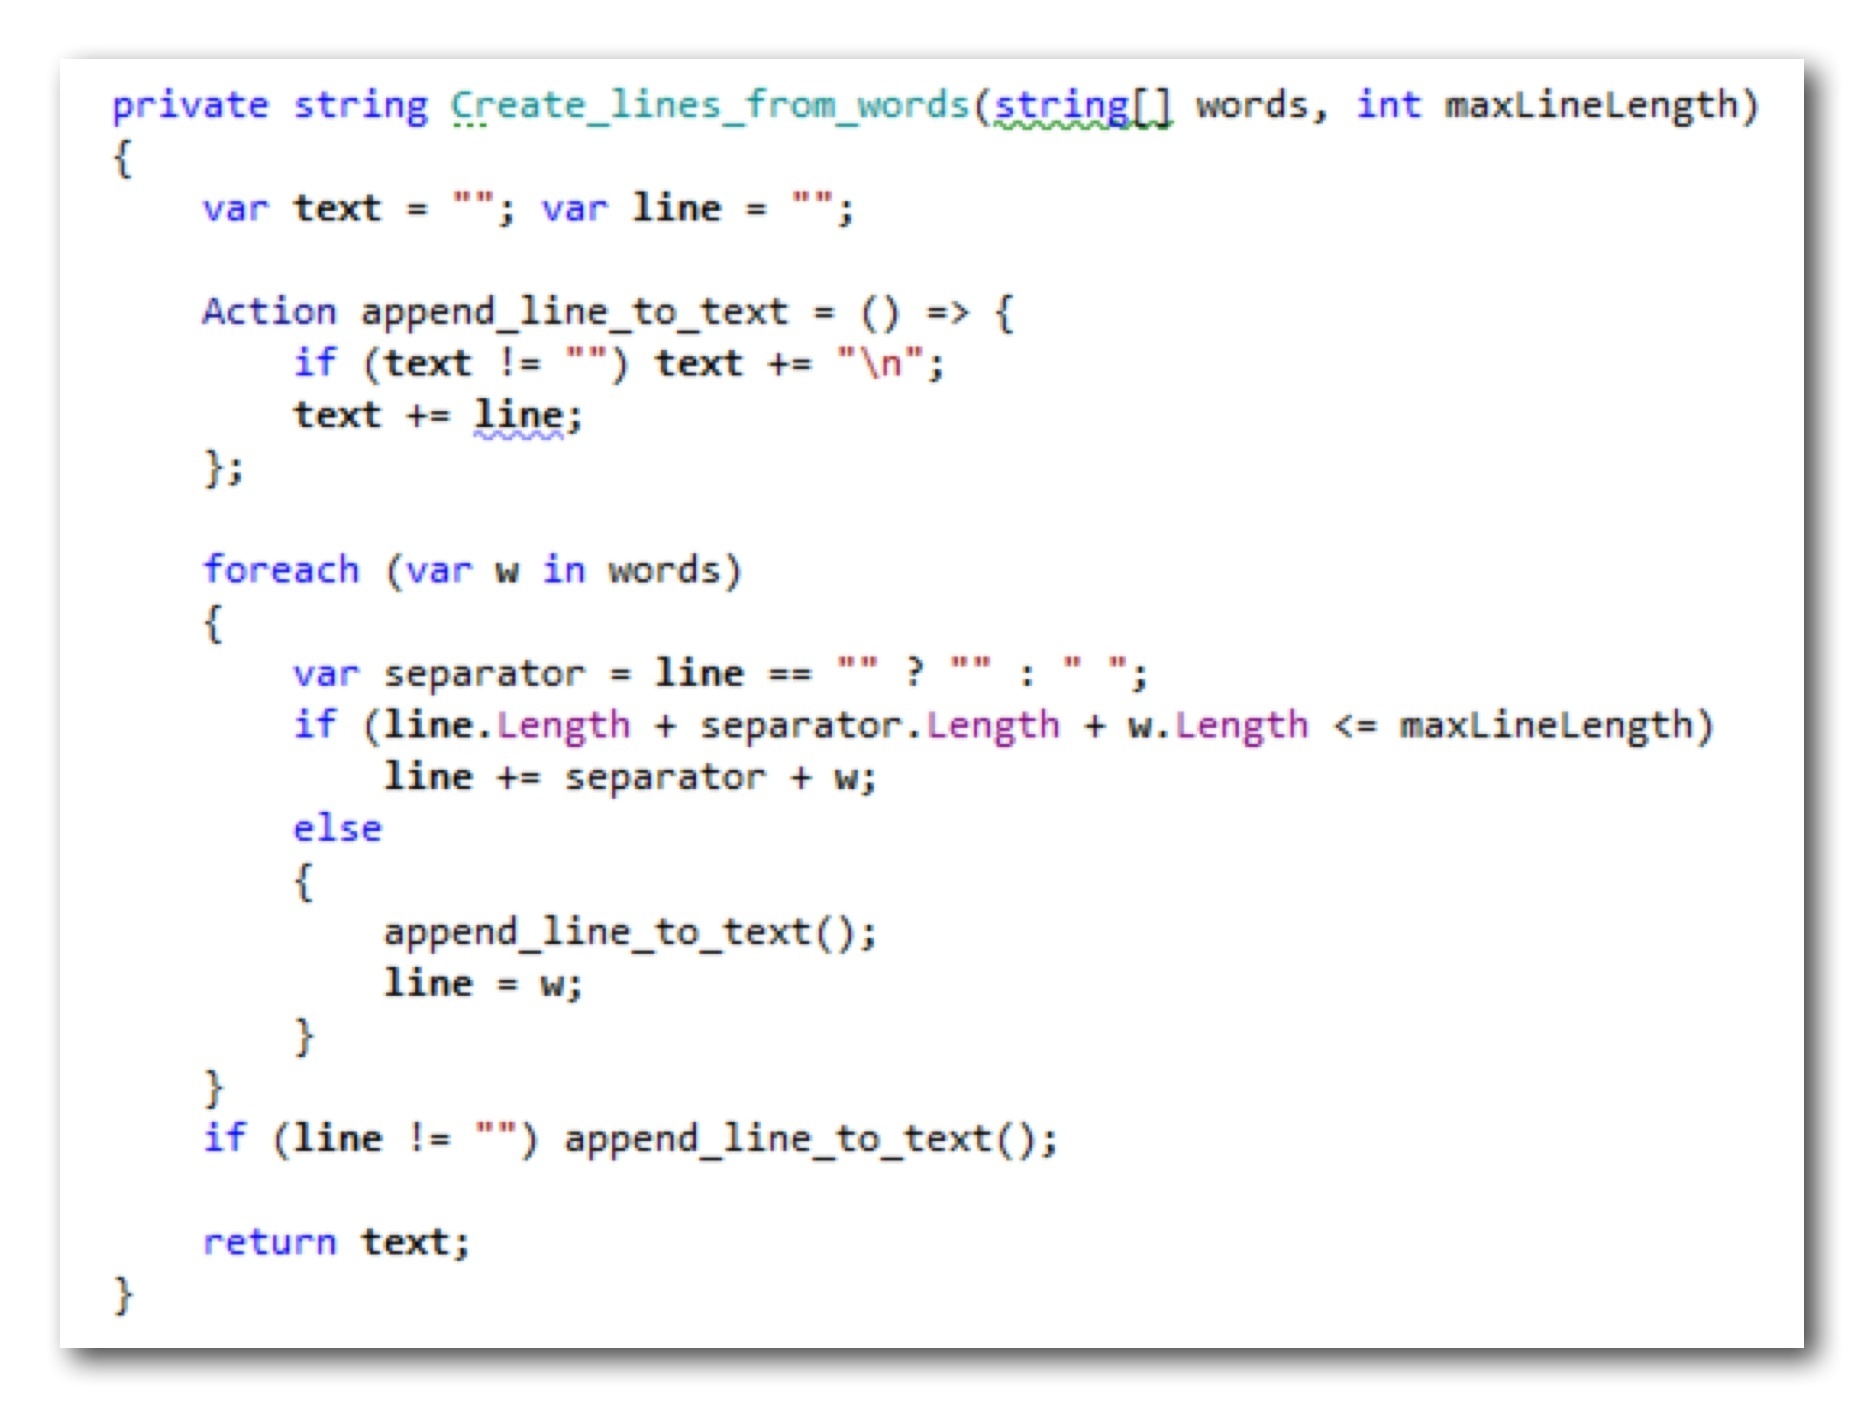 private string Create_lines_from_words(string[] words, int maxLineLength)
{
    var text = ""; var line = "";

    Action append_line_to_text = () => {
        if (text != "") text += "\n";
        text += line;
    };

    foreach (var w in words)
    {
        var separator = line == "" ? "" : " ";
        if (line.Length + separator.Length + w.Length <= maxLineLength)
            line += separator + w;
        else
        {
            append_line_to_text();
            line = w;
        }
    }
    if (line != "") append_line_to_text();

    return text;
}